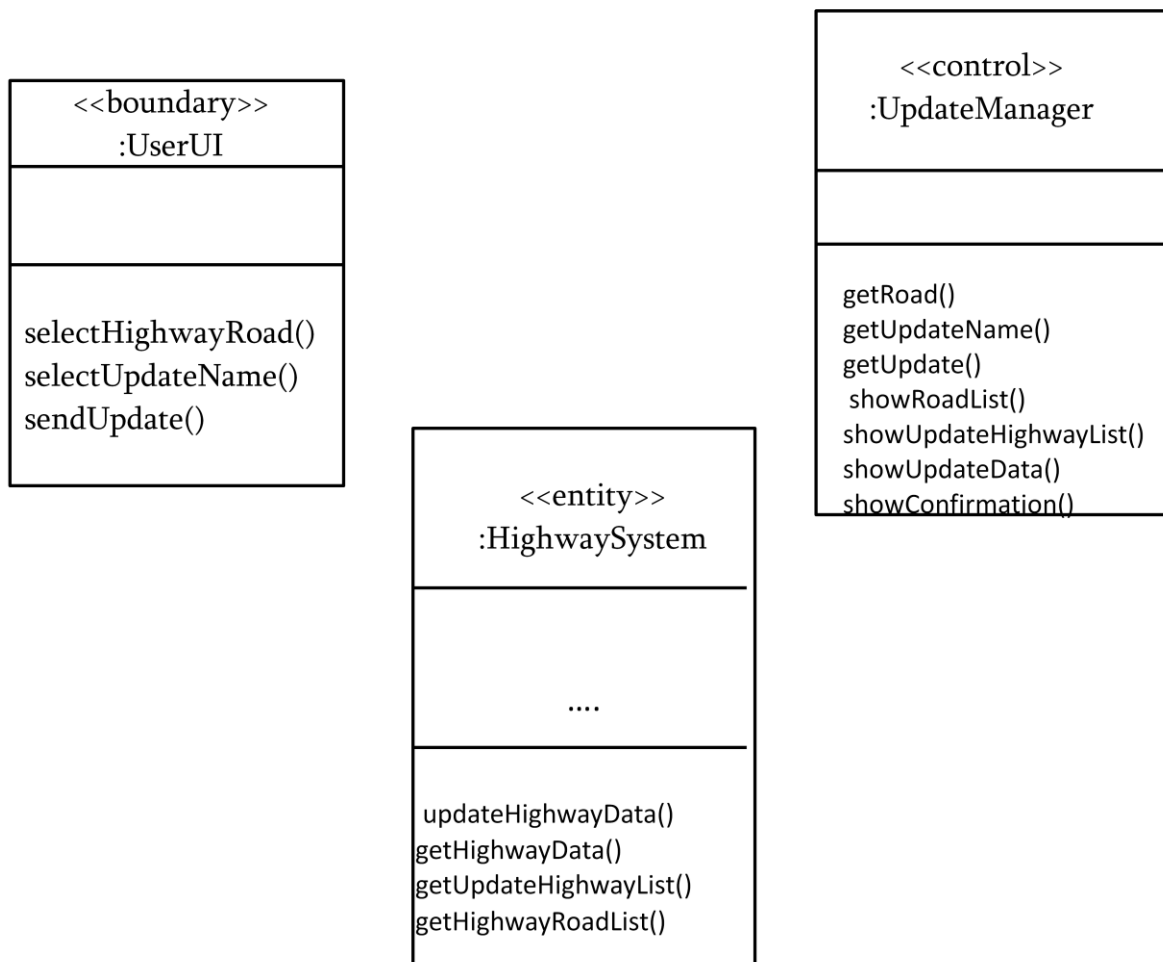 <<boundary>>
:UserUI
selectHighwayRoad()
selectUpdateName()
sendUpdate()
<<control>>
:UpdateManager
getRoad()
getUpdateName()
getUpdate()
showRoadList()
showUpdateHighwayList()
showUpdateData()
showConfirmation()
<<entity>>
:HighwaySystem
....
updateHighwayData()
getHighwayData()
getUpdateHighwayList()
getHighwayRoadList()